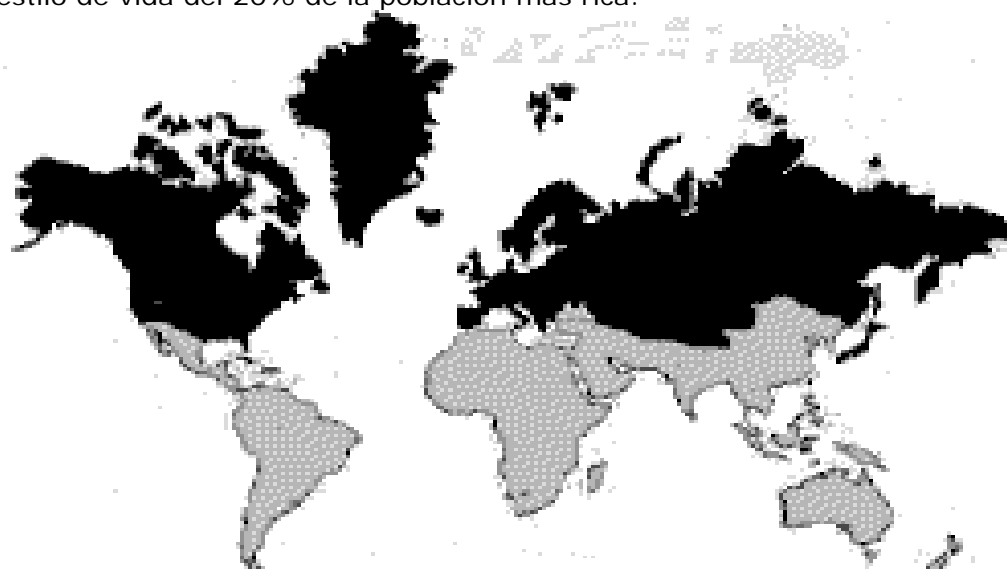 estilo de vida del 20% de la población más rica.